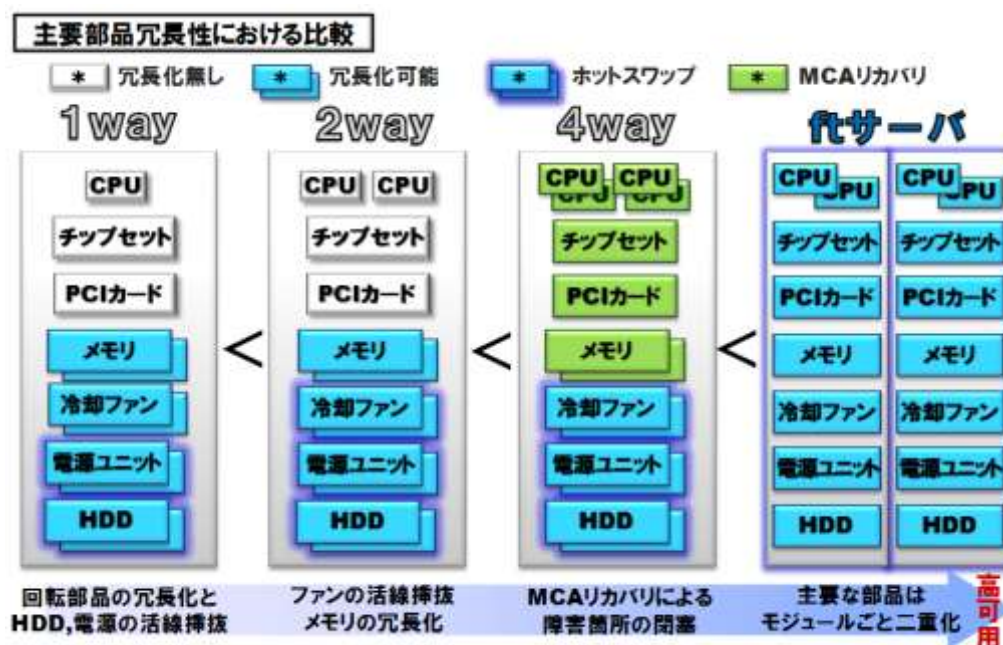 主要部品冗長性における比較
* 冗長化無し * 冗長化可能 * ホットスワップ * MCAリカバリ
1way 2way 4way ftサーバ
CPU
チップセット
PCIカード
メモリ
冷却ファン
電源ユニット
HDD
<
CPU CPU
チップセット
PCIカード
メモリ
冷却ファン
電源ユニット
HDD
<
CPU CPU
CPU CPU
チップセット
PCIカード
メモリ
冷却ファン
電源ユニット
HDD
<
CPU CPU
CPU CPU
チップセット チップセット
PCIカード PCIカード
メモリ メモリ
冷却ファン 冷却ファン
電源ユニット 電源ユニット
HDD HDD
回転部品の冗長化と
HDD,電源の活線挿抜
ファンの活線挿抜
メモリの冗長化
MCAリカバリによる
障害箇所の閉塞
主要な部品は
モジュールごと二重化
高可用